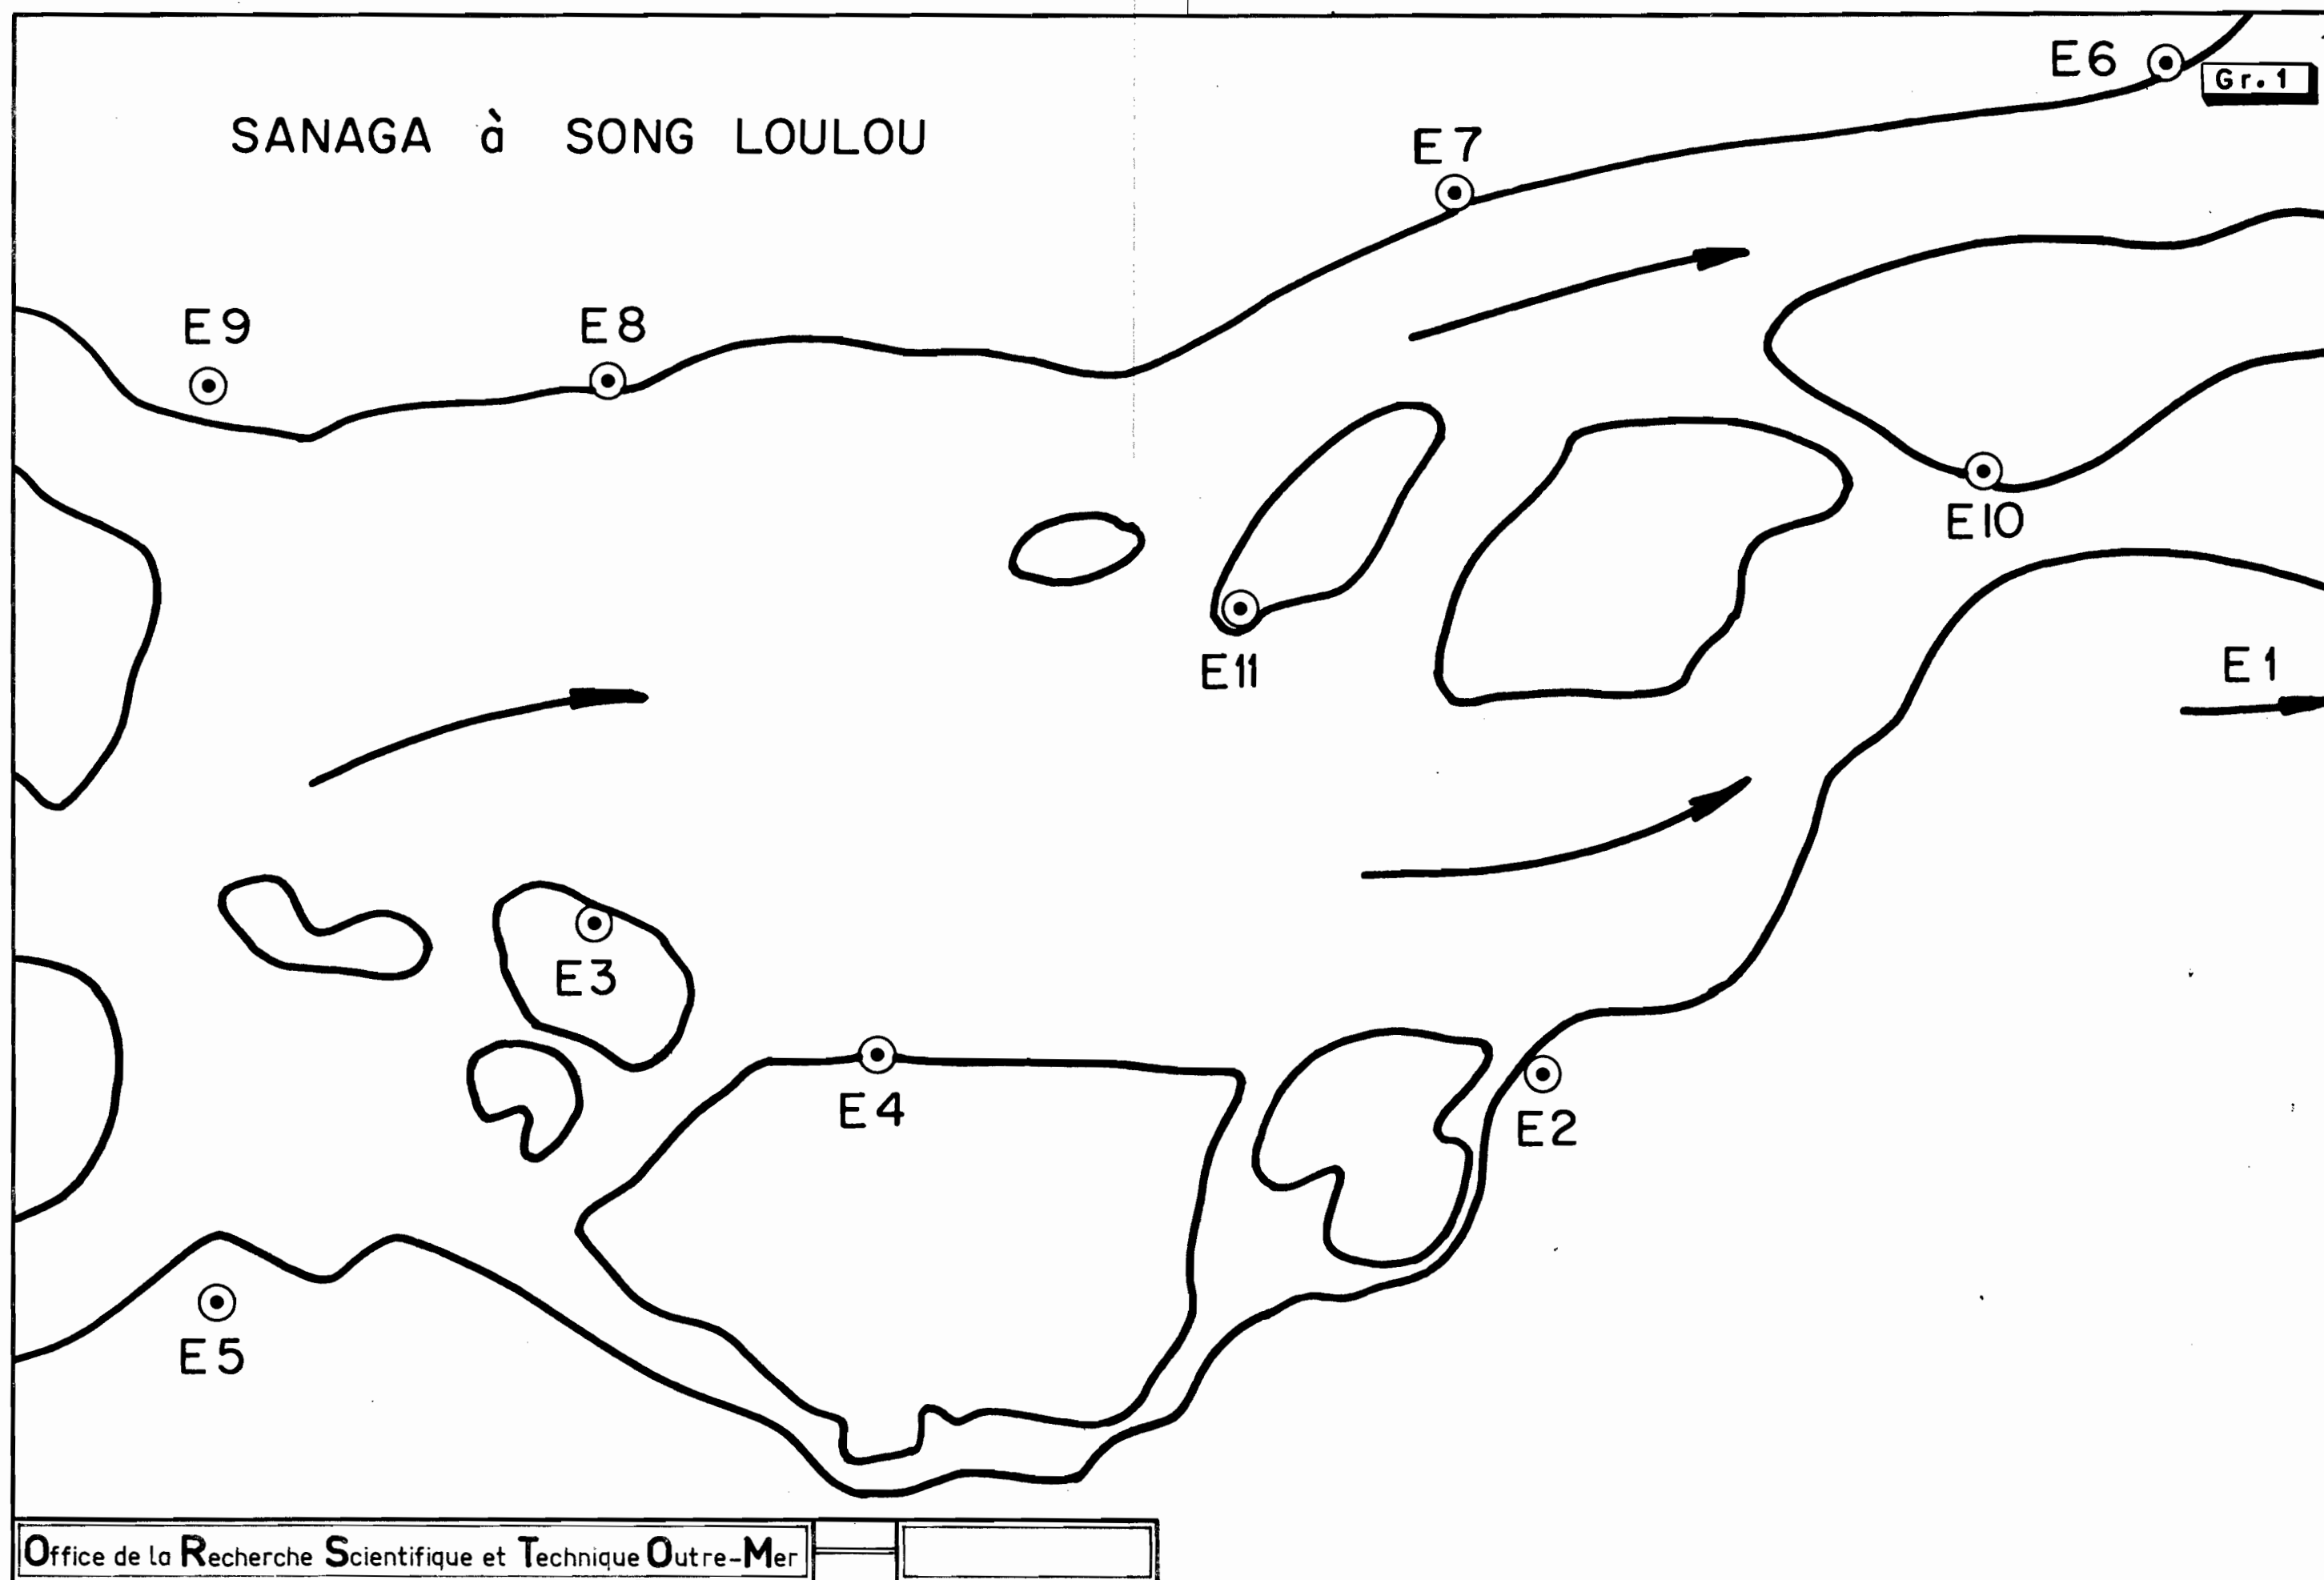 E6
Gr.1
SANAGA à SONG LOULOU
E7
E9
E8
E10
E11
E1
E3
E4
E2
E5
Office de la Recherche Scientifique et Technique Outre-Mer